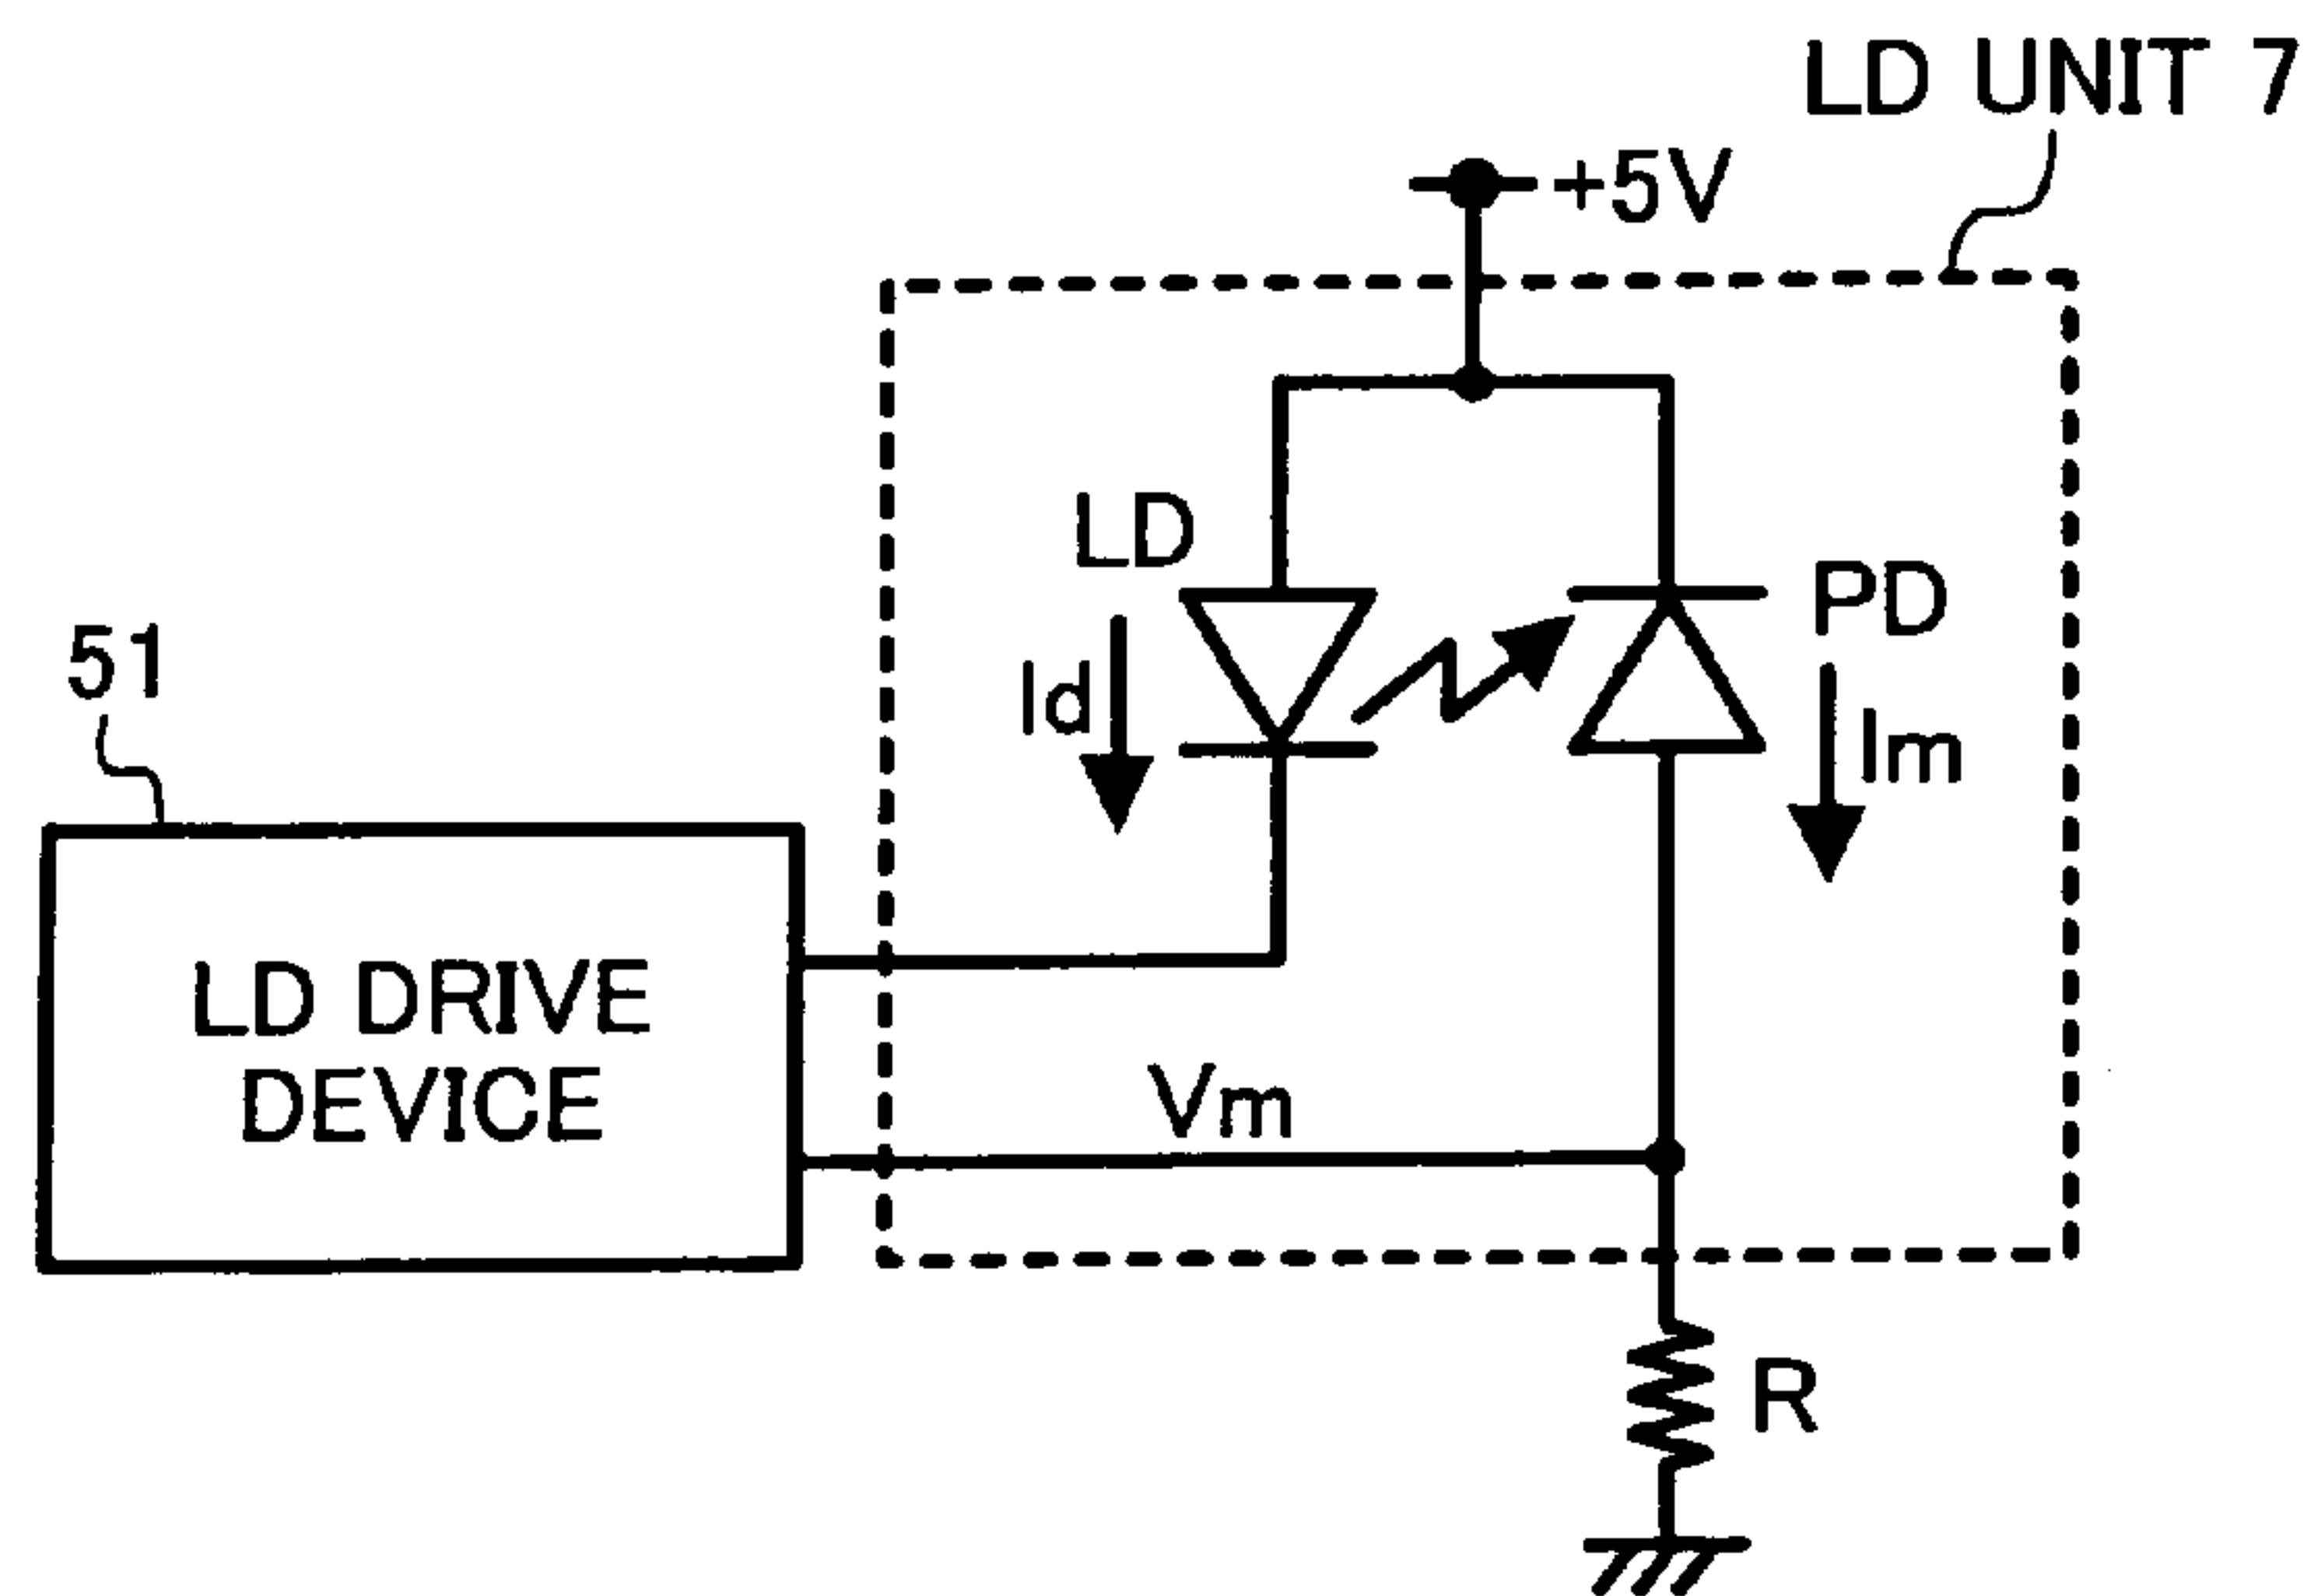 LD UNIT 7
+5V
LD
PD
Id
Im
51
LD DRIVE
DEVICE
Vm
R